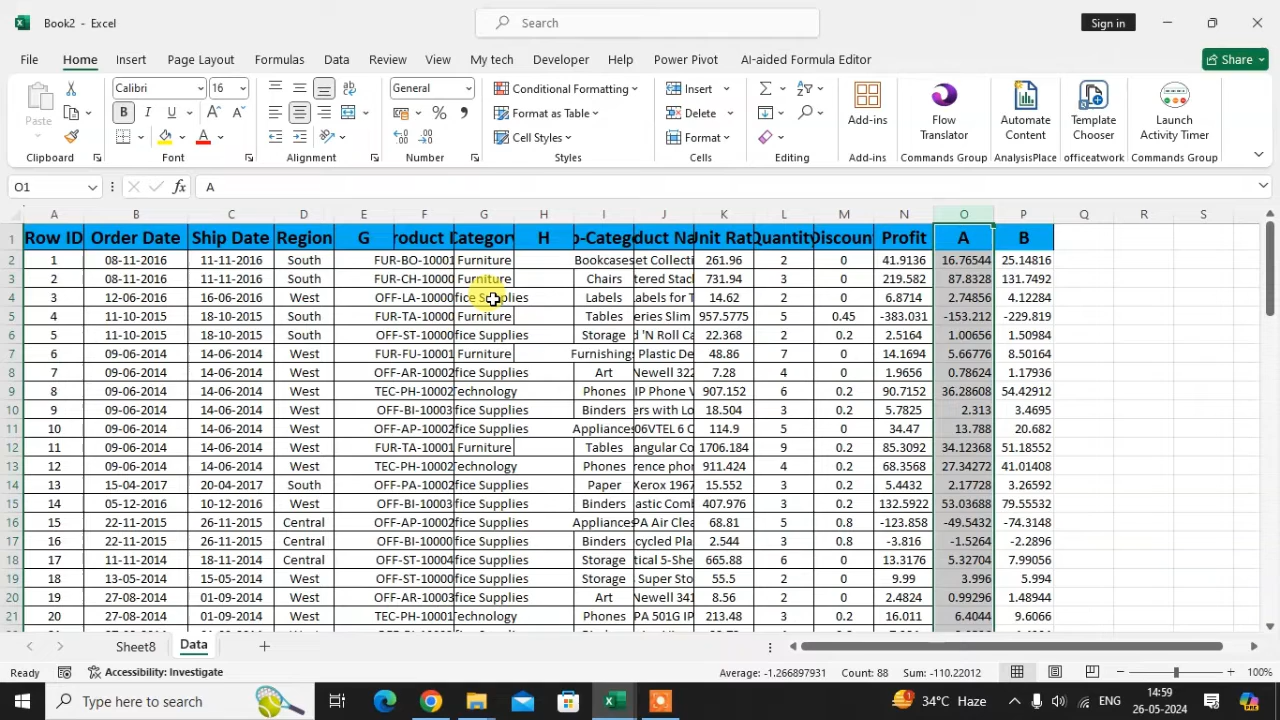 Book2 - Excel
Search
Sign in
File Home Insert Page Layout Formulas Data Review View My tech Developer Help Power Pivot AI-aided Formula Editor Share
Calibri 16 General Conditional Formatting Insert
Paste B I U Format as Table Delete
Cell Styles Format
Add-ins Flow Translator Automate Content Template Chooser Launch Activity Timer
Clipboard Font Alignment Number Styles Cells Editing Add-ins Commands Group AnalysisPlace officeatwork Commands Group
O1 fx A
A B C D E F G H I J K L M N O P Q R S
1 Row ID Order Date Ship Date Region G roduct Category H o-Catego duct Na Unit Rat Quantity Discount Profit A B
2 1 08-11-2016 11-11-2016 South FUR-BO-10001 Furniture Bookcases et Collecti 261.96 2 0 41.9136 16.76544 25.14816
3 2 08-11-2016 11-11-2016 South FUR-CH-10000 Furniture Chairs tered Stac 731.94 3 0 219.582 87.8328 131.7492
4 3 12-06-2016 16-06-2016 West OFF-LA-10000 fice Supplies Labels abels for T 14.62 2 0 6.8714 2.74856 4.12284
5 4 11-10-2015 18-10-2015 South FUR-TA-10000 Furniture Tables eries Slim 957.5775 5 0.45 -383.031 -153.212 -229.819
6 5 11-10-2015 18-10-2015 South OFF-ST-10000 fice Supplies Storage d 'N Roll Ca 22.368 2 0.2 2.5164 1.00656 1.50984
7 6 09-06-2014 14-06-2014 West FUR-FU-10001 Furniture Furnishings Plastic De 48.86 7 0 14.1694 5.66776 8.50164
8 7 09-06-2014 14-06-2014 West OFF-AR-10002 fice Supplies Art Newell 322 7.28 4 0 1.9656 0.78624 1.17936
9 8 09-06-2014 14-06-2014 West TEC-PH-10002 Technology Phones IP Phone V 907.152 6 0.2 90.7152 36.28608 54.42912
10 9 09-06-2014 14-06-2014 West OFF-BI-10003 fice Supplies Binders ers with Lo 18.504 3 0.2 5.7825 2.313 3.4695
11 10 09-06-2014 14-06-2014 West OFF-AP-10002 fice Supplies Appliances 06VTEL 6 C 114.9 5 0 34.47 13.788 20.682
12 11 09-06-2014 14-06-2014 West FUR-TA-10001 Furniture Tables angular Co 1706.184 9 0.2 85.3092 34.12368 51.18552
13 12 09-06-2014 14-06-2014 West TEC-PH-10002 Technology Phones rence phor 911.424 4 0.2 68.3568 27.34272 41.01408
14 13 15-04-2017 20-04-2017 South OFF-PA-10002 fice Supplies Paper Xerox 1967 15.552 3 0.2 5.4432 2.17728 3.26592
15 14 05-12-2016 10-12-2016 West OFF-BI-10003 fice Supplies Binders astic Comb 407.976 3 0.2 132.5922 53.03688 79.55532
16 15 22-11-2015 26-11-2015 Central OFF-AP-10002 fice Supplies Appliances PA Air Clea 68.81 5 0.8 -123.858 -49.5432 -74.3148
17 16 22-11-2015 26-11-2015 Central OFF-BI-10000 fice Supplies Binders cycled Plas 2.544 3 0.8 -3.816 -1.5264 -2.2896
18 17 11-11-2014 18-11-2014 Central OFF-ST-10004 fice Supplies Storage tical 5-She 665.88 6 0 13.3176 5.32704 7.99056
19 18 13-05-2014 15-05-2014 West OFF-ST-10000 fice Supplies Storage Super Sto 55.5 2 0 9.99 3.996 5.994
20 19 27-08-2014 01-09-2014 West OFF-AR-10003 fice Supplies Art Newell 341 8.56 2 0 2.4824 0.99296 1.48944
21 20 27-08-2014 01-09-2014 West TEC-PH-10001 Technology Phones PA 501G IP 213.48 3 0.2 16.011 6.4044 9.6066
Sheet8 Data
Ready Accessibility: Investigate Average: -1.266897931 Count: 88 Sum: -110.22012 100%
Type here to search 34°C Haze ENG 14:59
26-05-2024